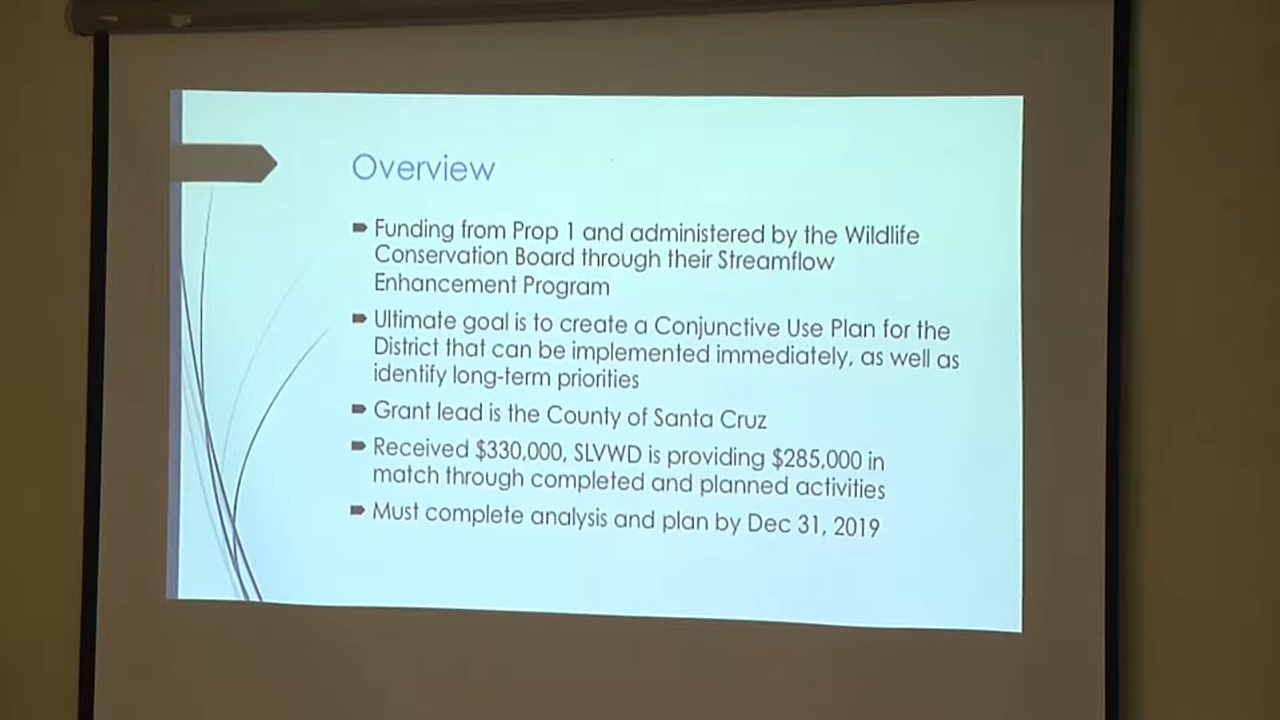 Overview
Funding from Prop 1 and administered by the Wildlife
Conservation Board through their Streamflow
Enhancement Program
Ultimate goal is to create a Conjunctive Use Plan for the
District that can be implemented immediately, as well as
identify long-term priorities
Grant lead is the County of Santa Cruz
Received $330,000, SLVWD is providing $285,000 in
match through completed and planned activities
Must complete analysis and plan by Dec 31, 2019